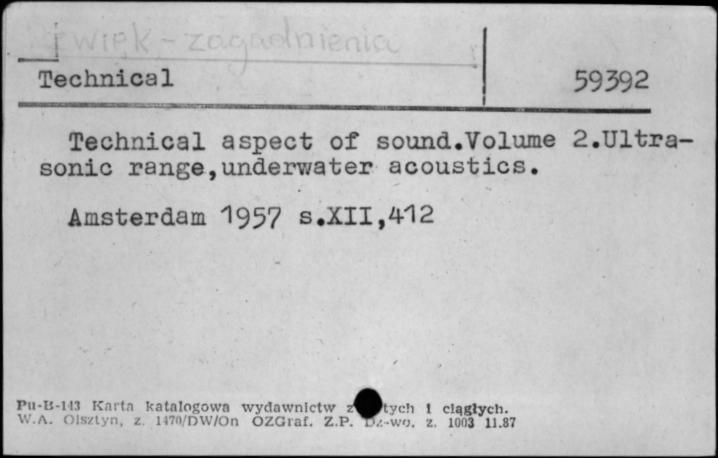 Dźwięk - zagadnienia
Technical 59392
Technical aspect of sound.Volume 2.Ultra-
sonic range,underwater acoustics.
Amsterdam 1957 s.XII,412
Pu-B-143 Karta katalogowa wydawnictw z tych i ciągłych.
W.A. Olsztyn, z. 1470/DW/On OZGraf. Z.P. Dz-wo, z. 1003 11.87